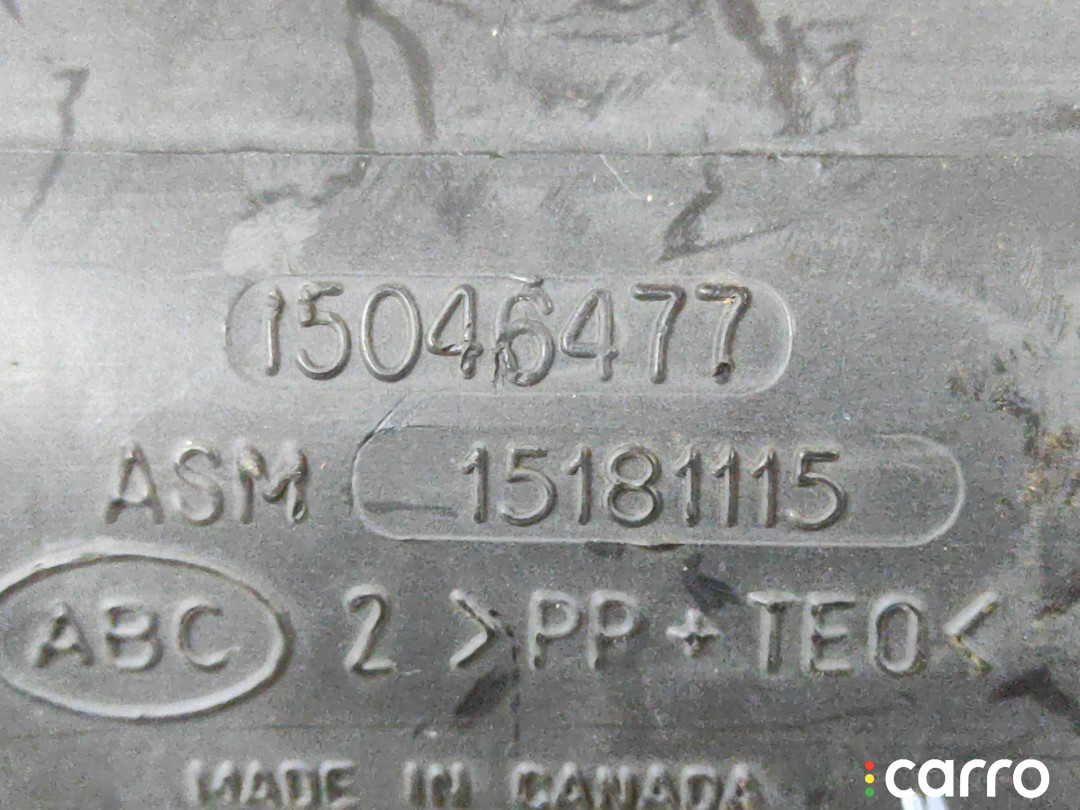 15046477
ASM 15181115
ABC 2 >PP+TEO<
MADE IN CANADA
carro